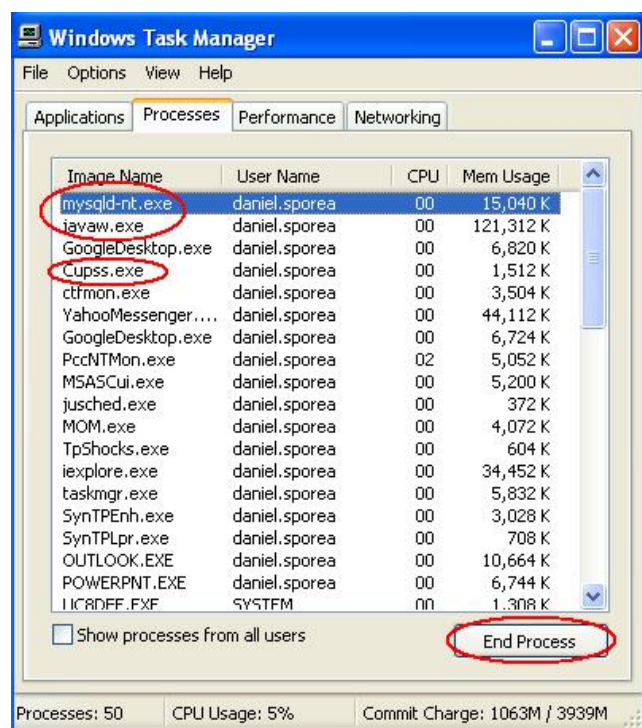 Windows Task Manager
File Options View Help
Applications Processes Performance Networking
Image Name User Name CPU Mem Usage
mysqld-nt.exe daniel.sporea 00 15,040 K
javaw.exe daniel.sporea 00 121,312 K
GoogleDesktop.exe daniel.sporea 00 6,820 K
Cupss.exe daniel.sporea 00 1,512 K
ctfmon.exe daniel.sporea 00 3,504 K
YahooMessenger.... daniel.sporea 00 44,112 K
GoogleDesktop.exe daniel.sporea 00 6,724 K
PccNTMon.exe daniel.sporea 02 5,052 K
MSASCui.exe daniel.sporea 00 5,200 K
jusched.exe daniel.sporea 00 372 K
MOM.exe daniel.sporea 00 4,072 K
TpShocks.exe daniel.sporea 00 604 K
iexplore.exe daniel.sporea 00 34,452 K
taskmgr.exe daniel.sporea 00 5,832 K
SynTPEnh.exe daniel.sporea 00 3,028 K
SynTPLpr.exe daniel.sporea 00 708 K
OUTLOOK.EXE daniel.sporea 00 10,664 K
POWERPNT.EXE daniel.sporea 00 6,744 K
SYSTEM 00 1,308 K
Show processes from all users
End Process
Processes: 50 CPU Usage: 5% Commit Charge: 1063M / 3939M